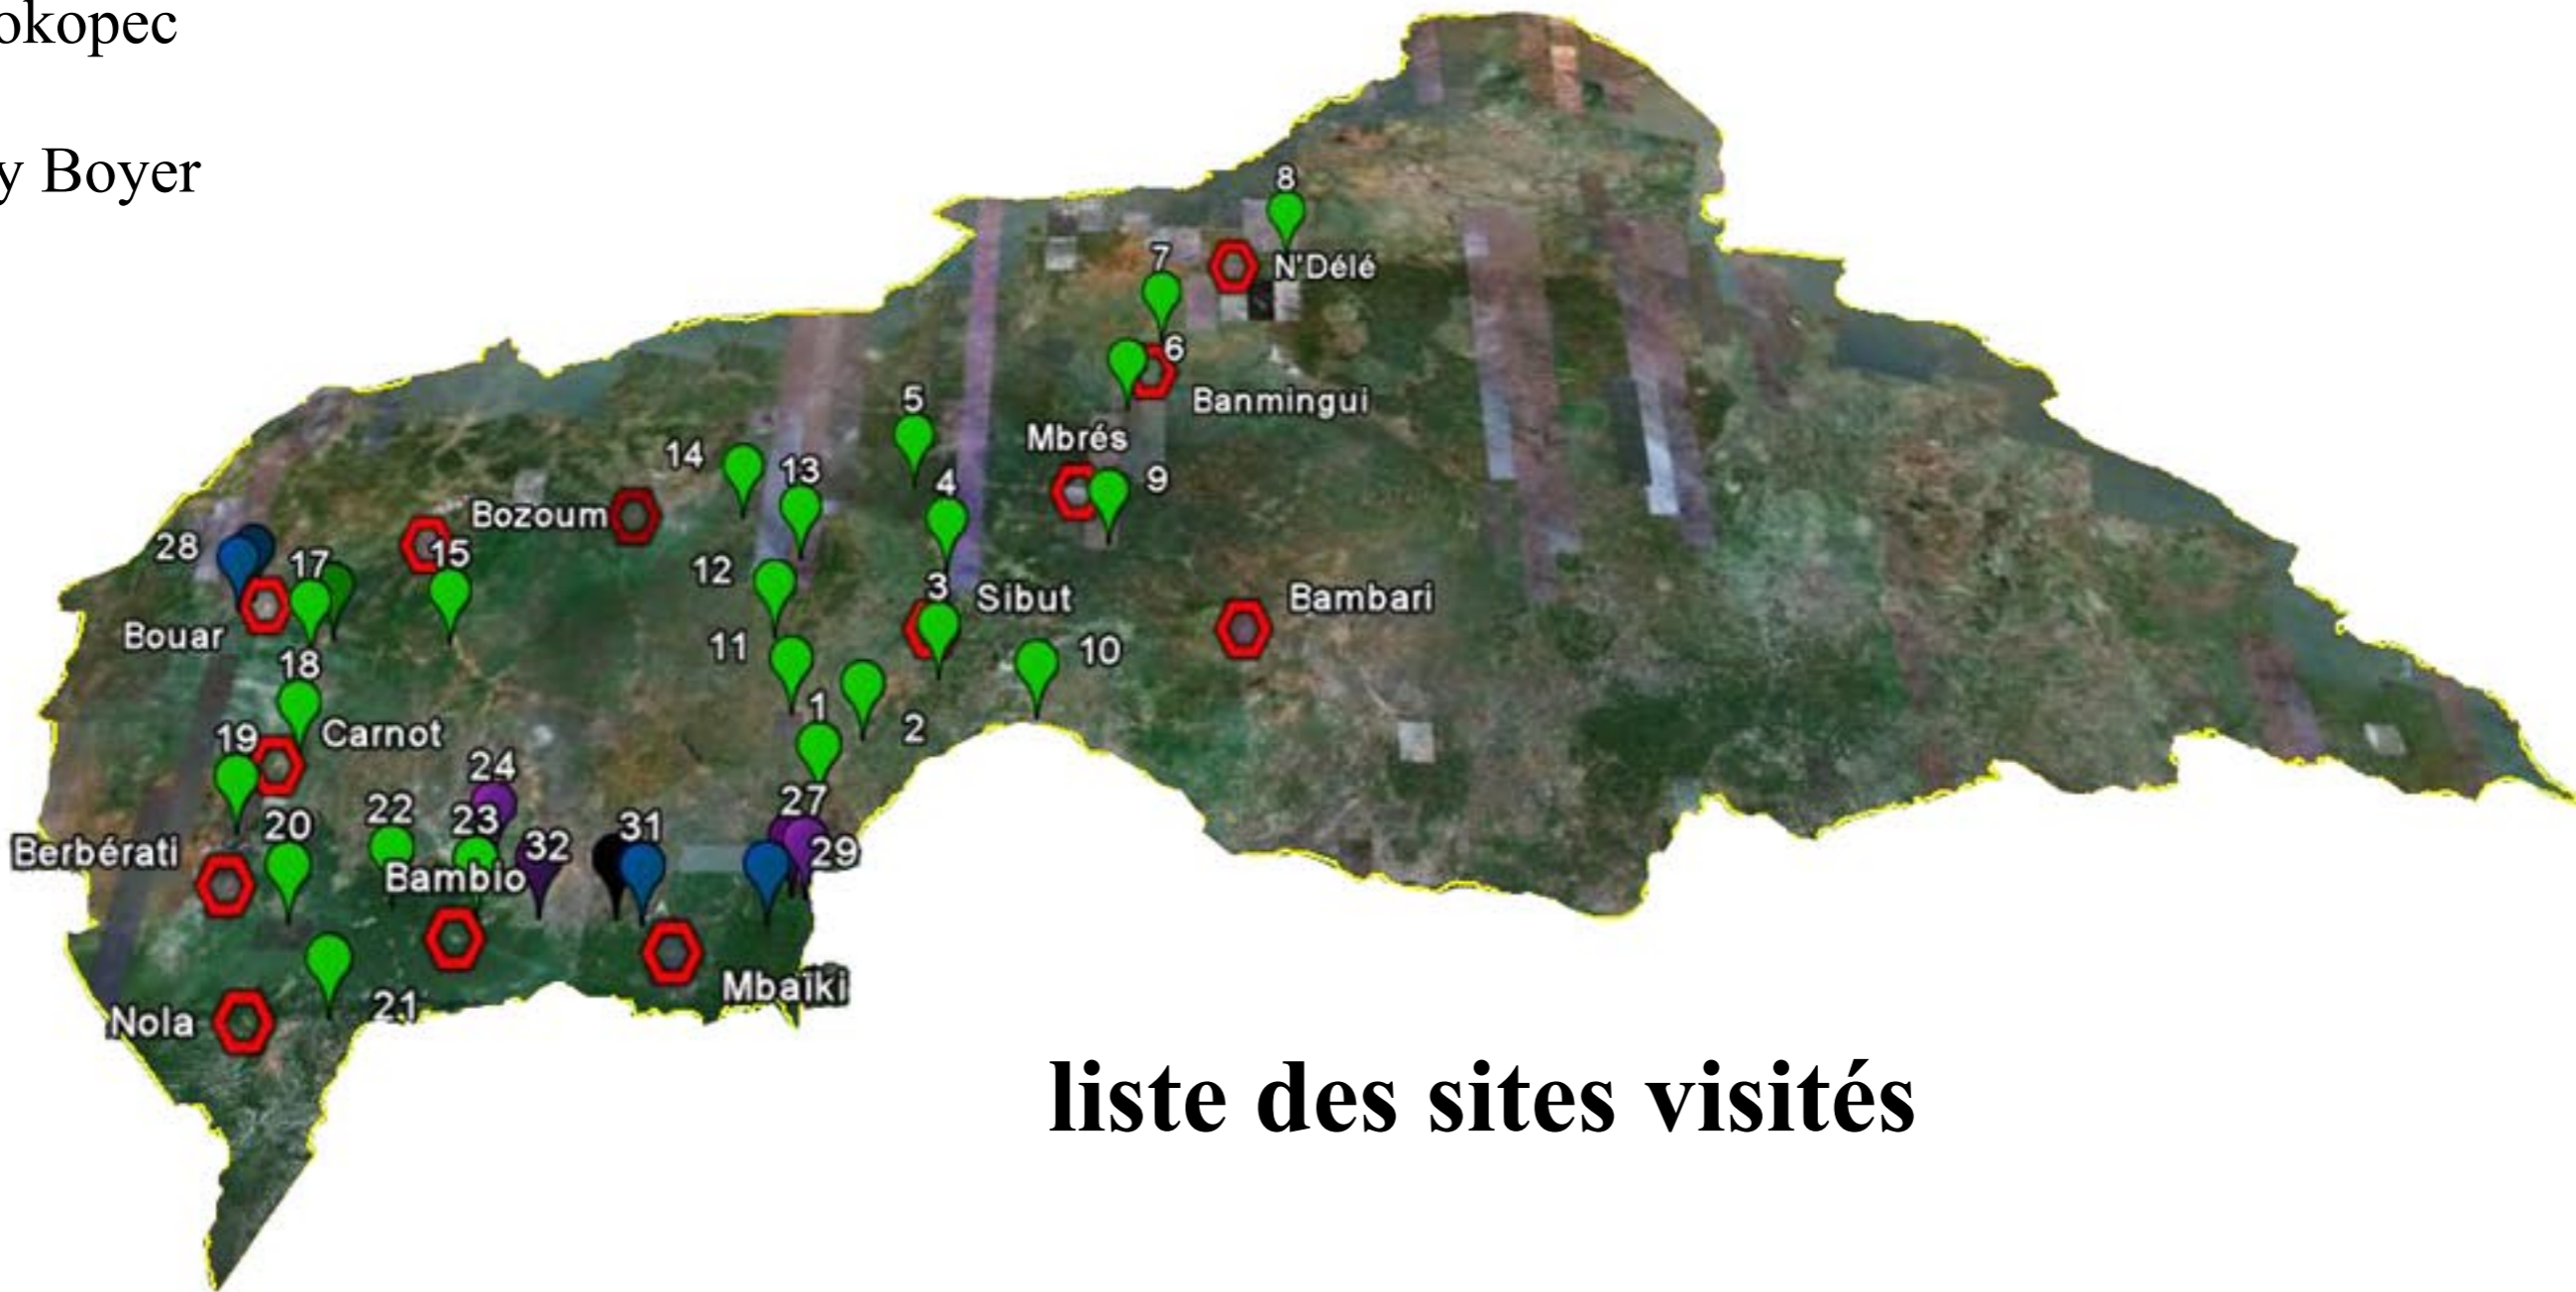 okopec
y Boyer
8
N'Délé
7
6
Banmingui
5
Mbrés
14
13
4
9
Bozoum
28
17
15
12
3
Sibut
Bambari
Bouar
11
10
18
1
2
Carnot
19
24
27
22
23
31
20
32
29
Berbérati
Bambio
Mbaïki
21
Nola
liste des sites visités